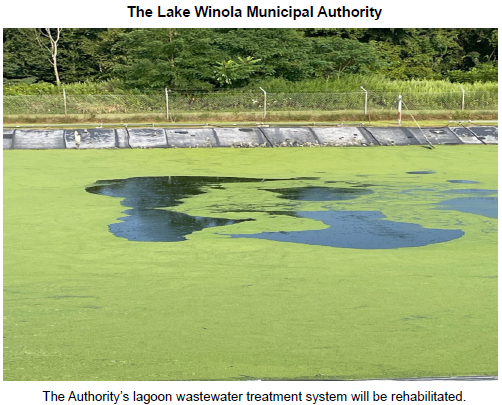 The Lake Winola Municipal Authority
The Authority's lagoon wastewater treatment system will be rehabilitated.